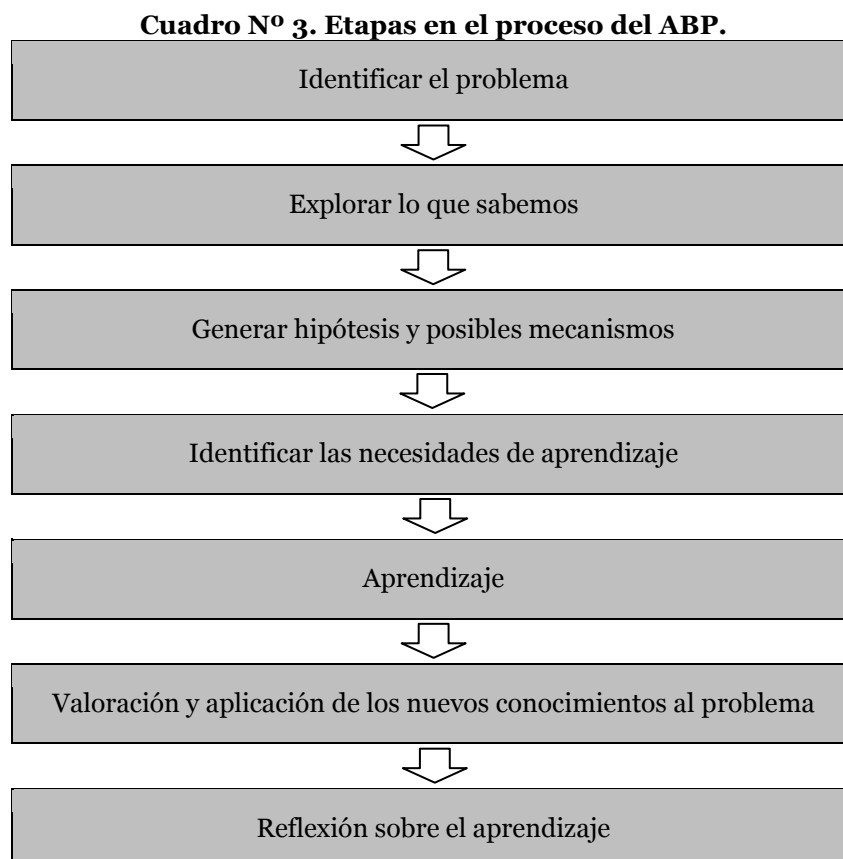 Cuadro Nº 3. Etapas en el proceso del ABP.
Identificar el problema
Explorar lo que sabemos
Generar hipótesis y posibles mecanismos
Identificar las necesidades de aprendizaje
Aprendizaje
Valoración y aplicación de los nuevos conocimientos al problema
Reflexión sobre el aprendizaje